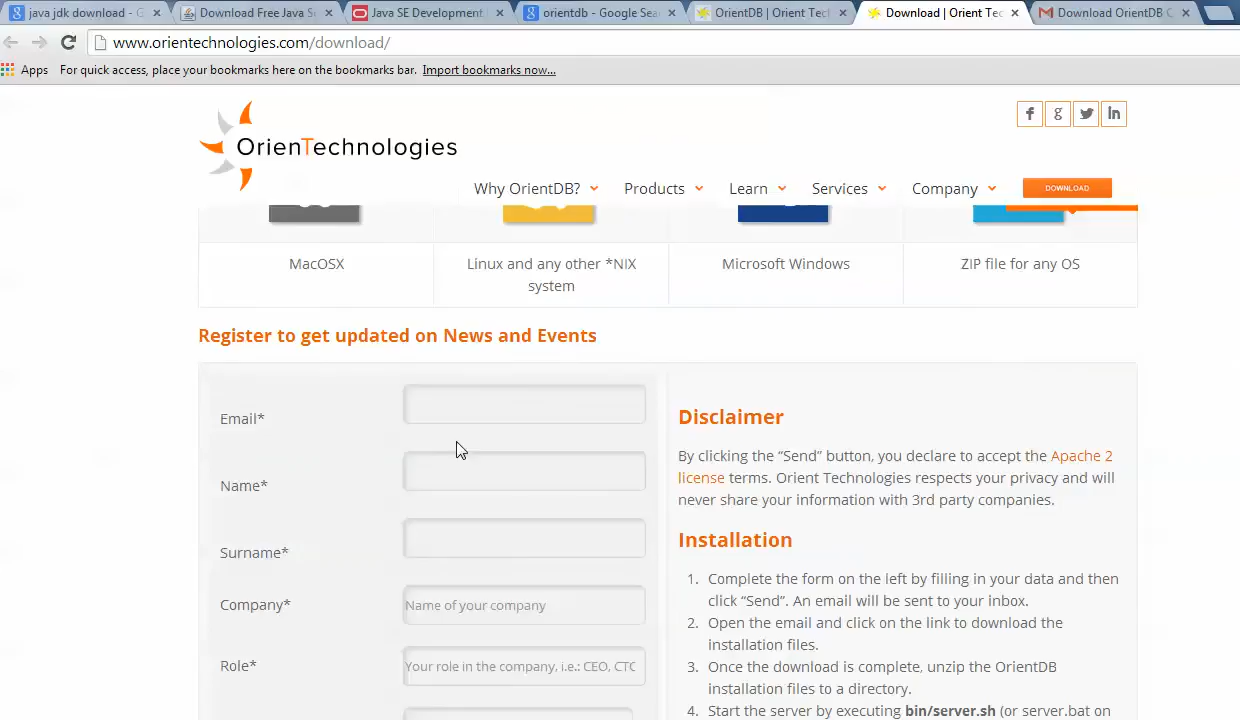 java jdk download - G
Download Free Java S
Java SE Development
orientdb - Google Sea
OrientDB | Orient Tec
Download | Orient Tec
Download OrientDB C
www.orientechnologies.com/download/
Apps
For quick access, place your bookmarks here on the bookmarks bar.
Import bookmarks now...
OrienTechnologies
Why OrientDB?
Products
Learn
Services
Company
DOWNLOAD
MacOSX
Linux and any other *NIX
system
Microsoft Windows
ZIP file for any OS
Register to get updated on News and Events
Email*
Name*
Surname*
Company*
Name of your company
Role*
Your role in the company, i.e.: CEO, CTO
Disclaimer
By clicking the “Send” button, you declare to accept the Apache 2
license terms. Orient Technologies respects your privacy and will
never share your information with 3rd party companies.
Installation
1. Complete the form on the left by filling in your data and then
click “Send”. An email will be sent to your inbox.
2. Open the email and click on the link to download the
installation files.
3. Once the download is complete, unzip the OrientDB
installation files to a directory.
4. Start the server by executing bin/server.sh (or server.bat on